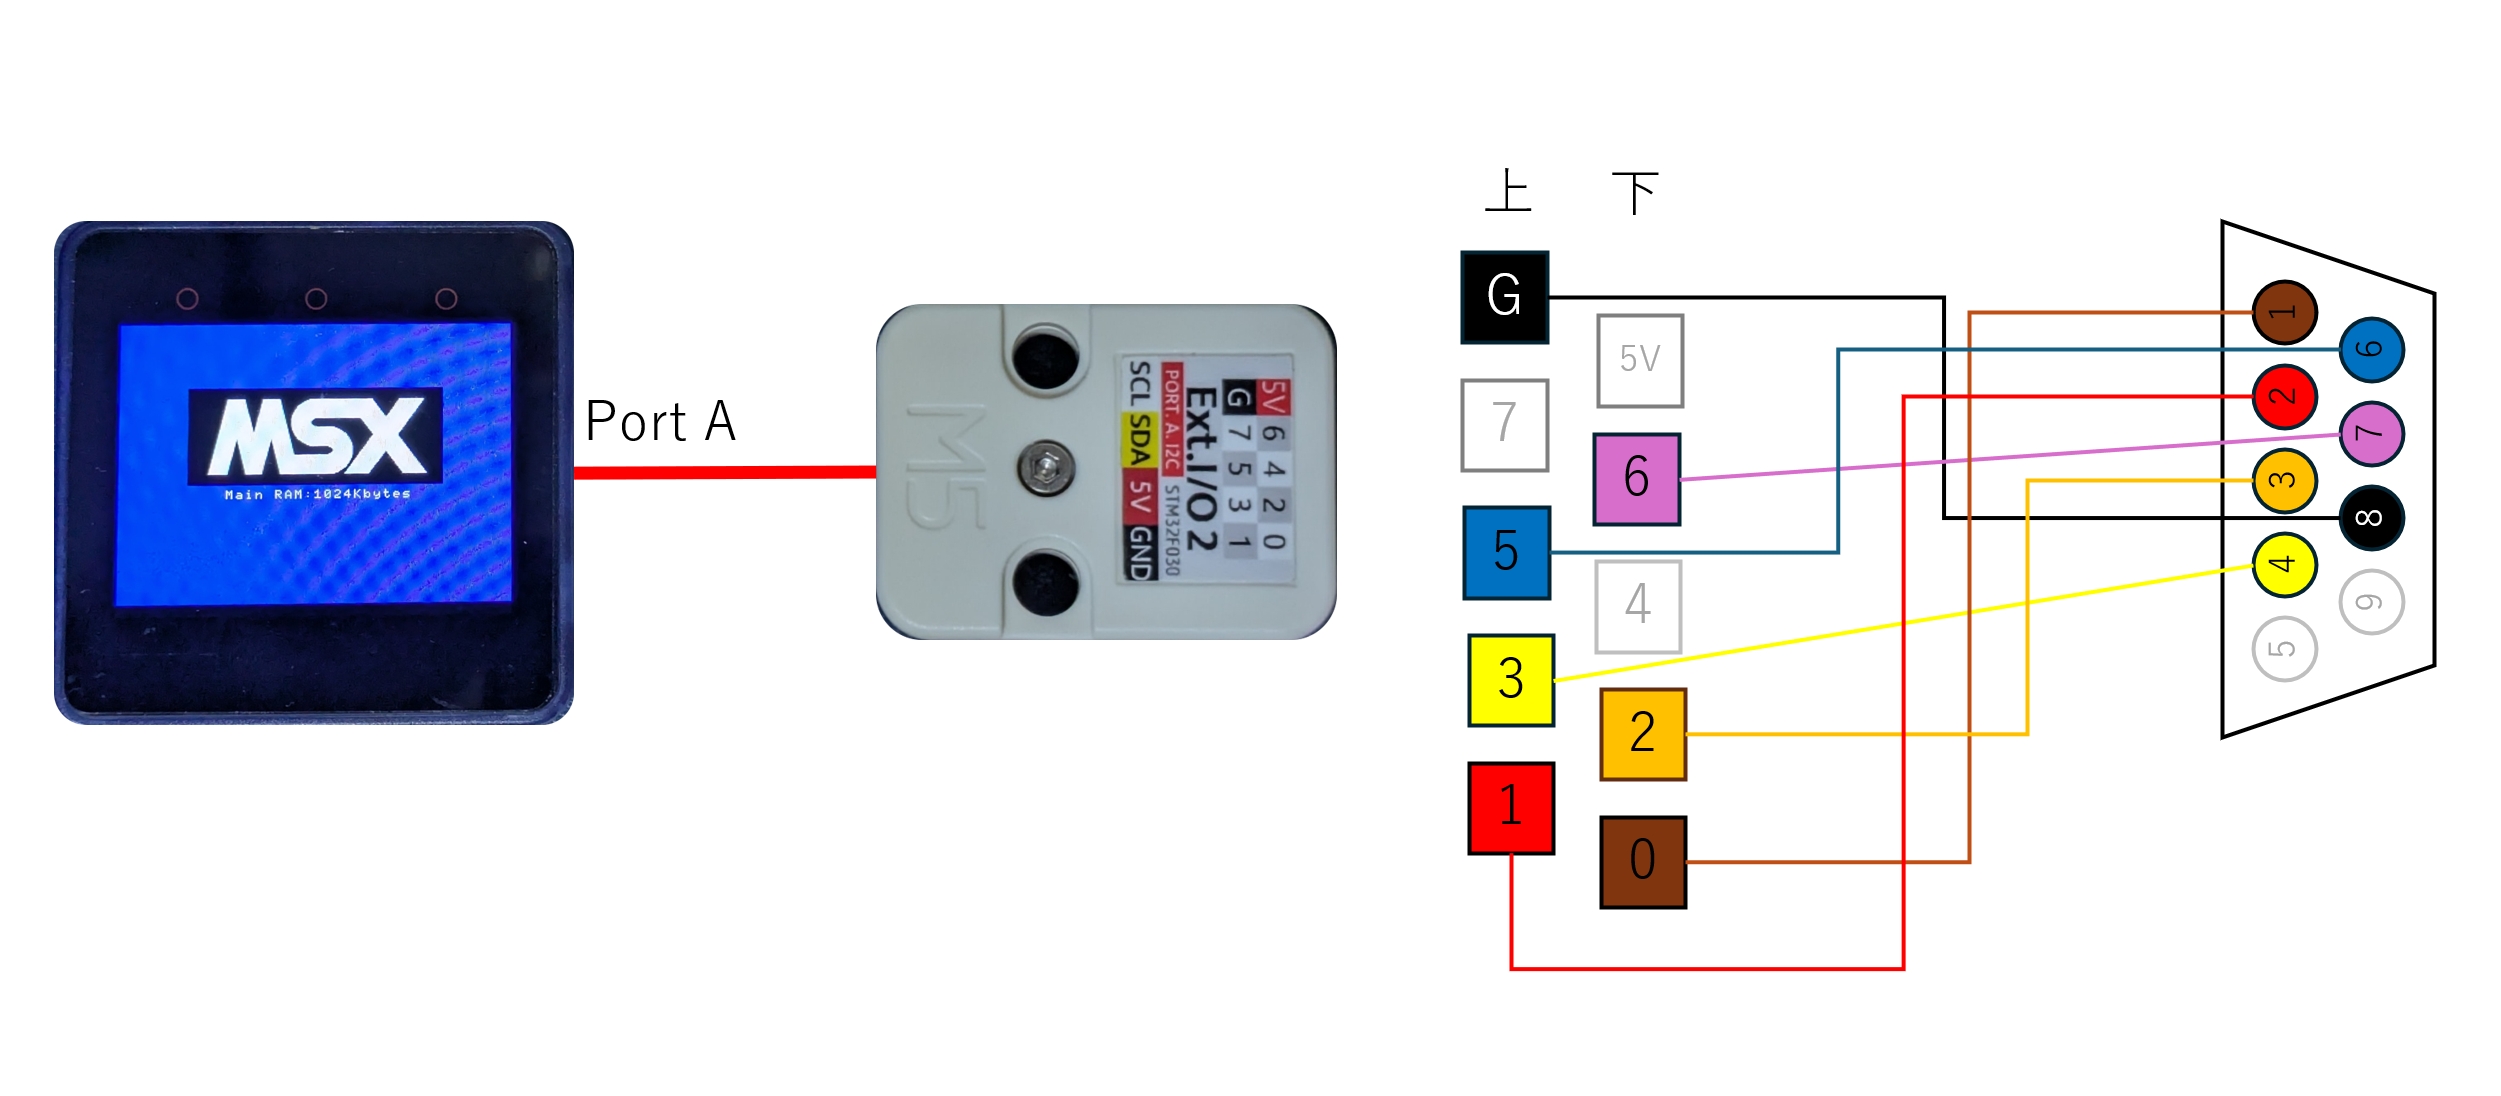 MSX
Main RAM:1024Kbytes
Port A
M5
SCL SDA 5V GND
PORT. A. I2C STM32F030
Ext.I/O 2
G 7 5 3 1
5V 6 4 2 0
上 下
G
5V
7
6
5
4
3
2
1
0
1
6
2
7
3
8
4
9
5